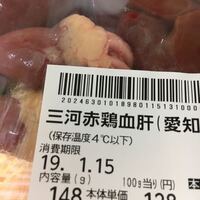 2024630101898011513100
三河赤鶏血肝(愛知
(保存温度4℃以下)
消費期限
19. 1.15
内容量(g) 100g当り(円)
本体単価
148 128